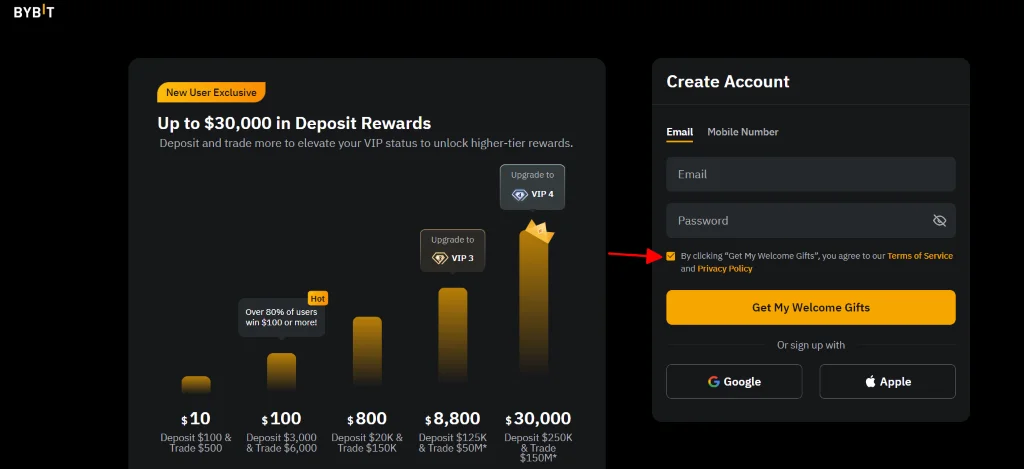 BYBIT
New User Exclusive
Up to $30,000 in Deposit Rewards
Deposit and trade more to elevate your VIP status to unlock higher-tier rewards.
Upgrade to
VIP 4
Upgrade to
VIP 3
Hot
Over 80% of users
win $100 or more!
$10
Deposit $100 &
Trade $500
$100
Deposit $3,000
& Trade $6,000
$800
Deposit $20K &
Trade $150K
$8,800
Deposit $125K
& Trade $50M*
$30,000
Deposit $250K
& Trade
$150M*
Create Account
Email
Mobile Number
Email
Password
By clicking “Get My Welcome Gifts”, you agree to our Terms of Service
and Privacy Policy
Get My Welcome Gifts
Or sign up with
Google
Apple